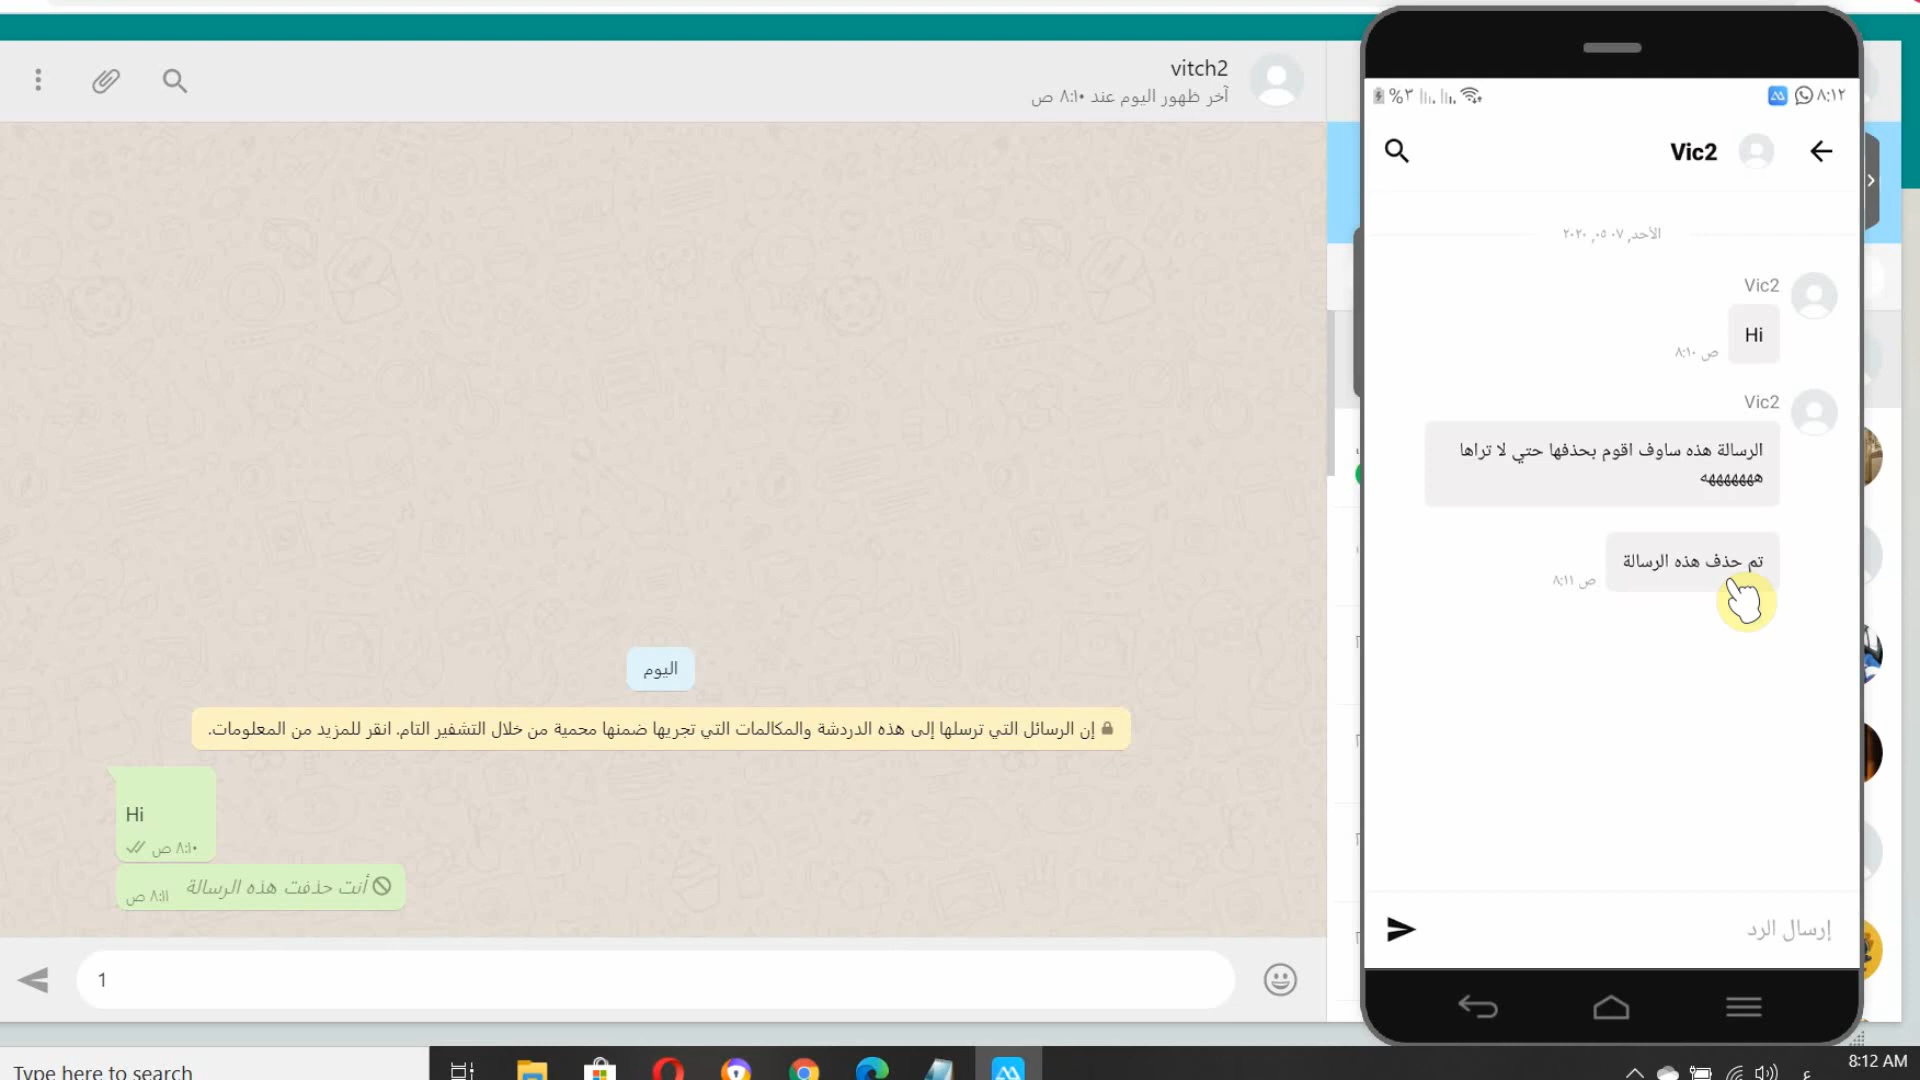 vitch2
آخر ظهور اليوم عند ٨:١٠ ص
اليوم
إن الرسائل التي ترسلها إلى هذه الدردشة والمكالمات التي تجريها ضمنها محمية من خلال التشفير التام. انقر للمزيد من المعلومات.
Hi
٨:١٠ ص
أنت حذفت هذه الرسالة
٨:١١ ص
1
%٣
٨:١٢
Vic2
الأحد, ٠٧ ٠٥, ٢٠٢٠
Vic2
Hi
٨:١٠ ص
Vic2
الرسالة هذه ساوف اقوم بحذفها حتي لا تراها
هههههههه
تم حذف هذه الرسالة
٨:١١ ص
إرسال الرد
Type here to search
ع
8:12 AM